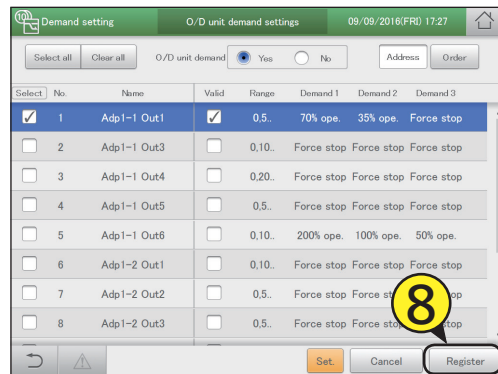 100% Demand setting O/D unit demand settings 09/09/2016(FRI) 17:27
Select all Clear all O/D unit demand Yes No Address Order
Select No. Name Valid Range Demand 1 Demand 2 Demand 3
1 Adp1-1 Out1 0,5.. 70% ope. 35% ope. Force stop
2 Adp1-1 Out3 0,10.. Force stop Force stop Force stop
3 Adp1-1 Out4 0,20.. Force stop Force stop Force stop
4 Adp1-1 Out5 0,5.. Force stop Force stop Force stop
5 Adp1-1 Out6 0,10.. 200% ope. 100% ope. 50% ope.
6 Adp1-2 Out1 0,10.. Force stop Force stop Force stop
7 Adp1-2 Out2 0,5.. Force stop Force st op
8 Adp1-2 Out3 0,5.. Force stop Force stop top
8
Set. Cancel Register